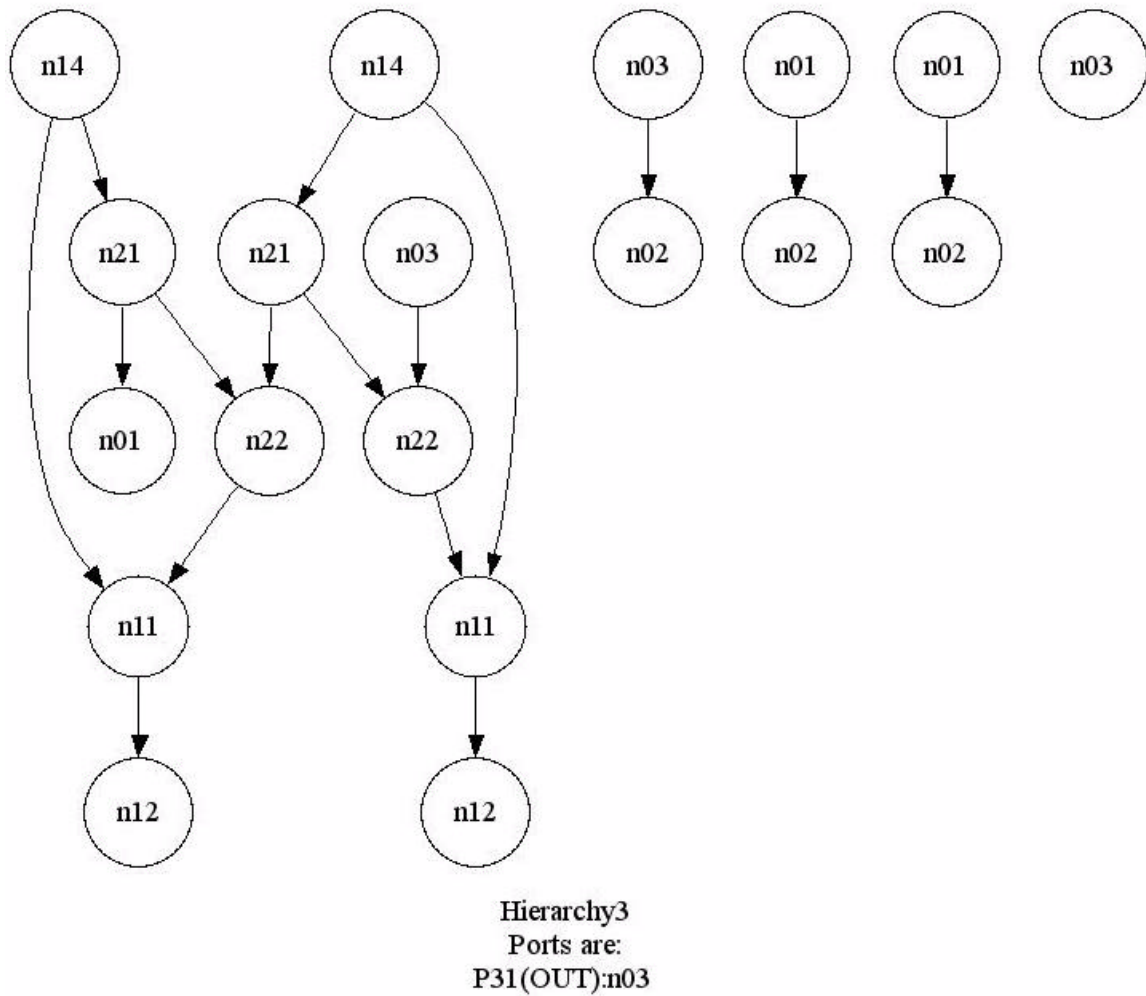 n14 n14 n03 n01 n01 n03
n21 n21 n03 n02 n02 n02
n01 n22 n22
n11 n11
n12 n12
Hierarchy3
Ports are:
P31(OUT):n03